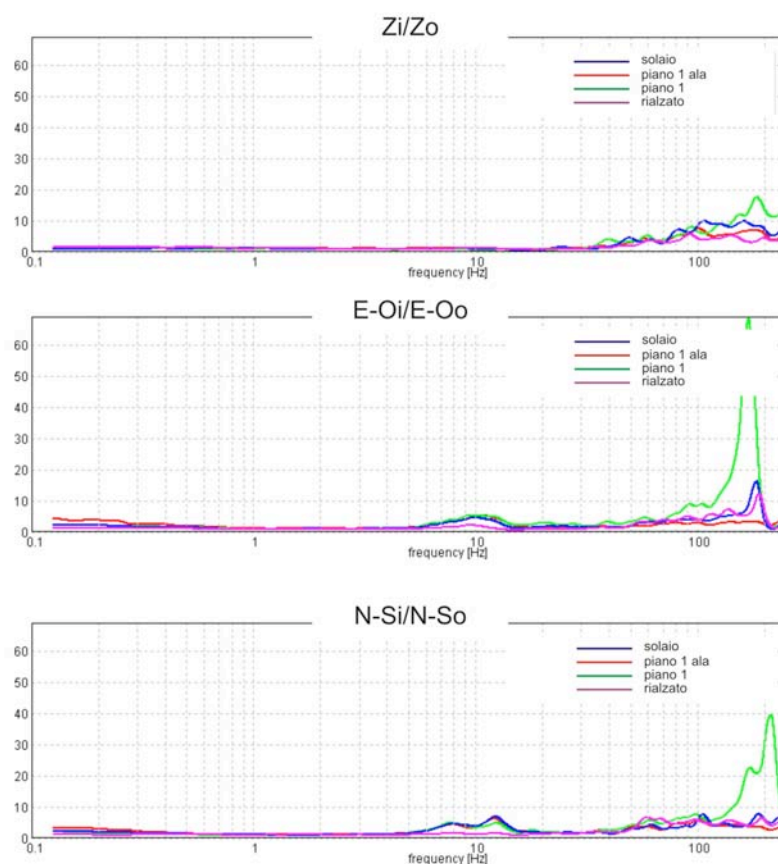 Zi/Zo
60
50
40
30
20
10
0
solaio
piano 1 ala
piano 1
rialzato
0.1 1 10 100
frequency [Hz]
E-Oi/E-Oo
60
50
40
30
20
10
0
solaio
piano 1 ala
piano 1
rialzato
0.1 1 10 100
frequency [Hz]
N-Si/N-So
60
50
40
30
20
10
0
solaio
piano 1 ala
piano 1
rialzato
0.1 1 10 100
frequency [Hz]